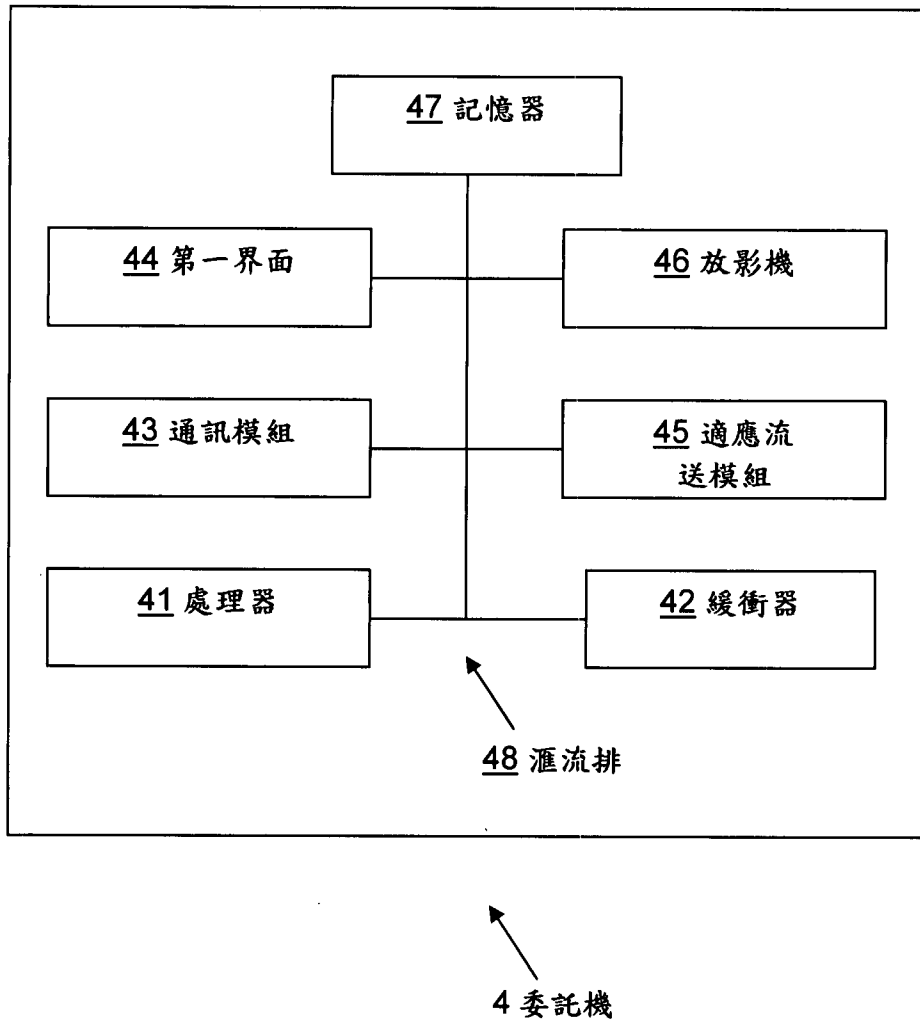 47 記憶器
44 第一界面
46 放影機
43 通訊模組
45 適應流
送模組
41 處理器
42 緩衝器
48 滙流排
4 委託機